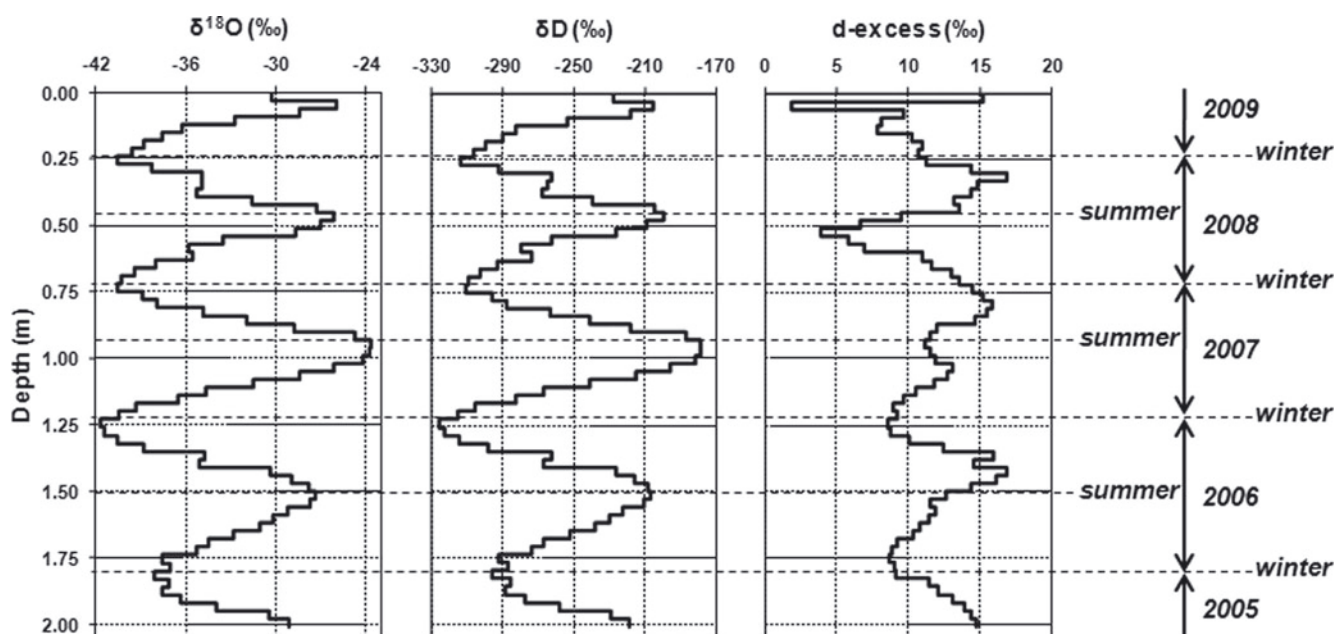 δ¹⁸O (‰) δD (‰) d-excess(‰)
-42 -36 -30 -24 -330 -290 -250 -210 -170 0 5 10 15 20
0.00
2009
0.25
winter
summer
0.50
2008
winter
0.75
summer
2007
1.00
Depth (m)
winter
1.25
summer
1.50
2006
1.75
winter
2005
2.00